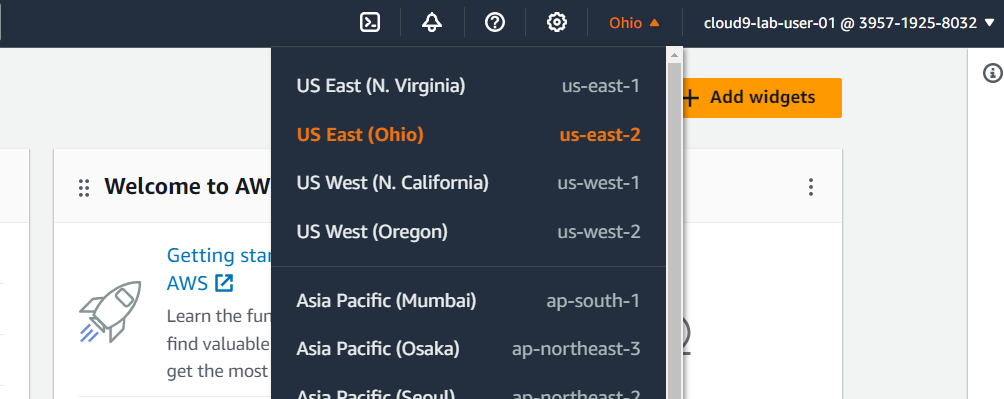 Ohio
cloud9-lab-user-01 @ 3957-1925-8032
US East (N. Virginia) us-east-1
US East (Ohio) us-east-2
US West (N. California) us-west-1
US West (Oregon) us-west-2
Asia Pacific (Mumbai) ap-south-1
Asia Pacific (Osaka) ap-northeast-3
Asia Pacific (Seoul) ap-northeast-2
+ Add widgets
Welcome to AW
Getting star
AWS
Learn the fun
find valuable
get the most